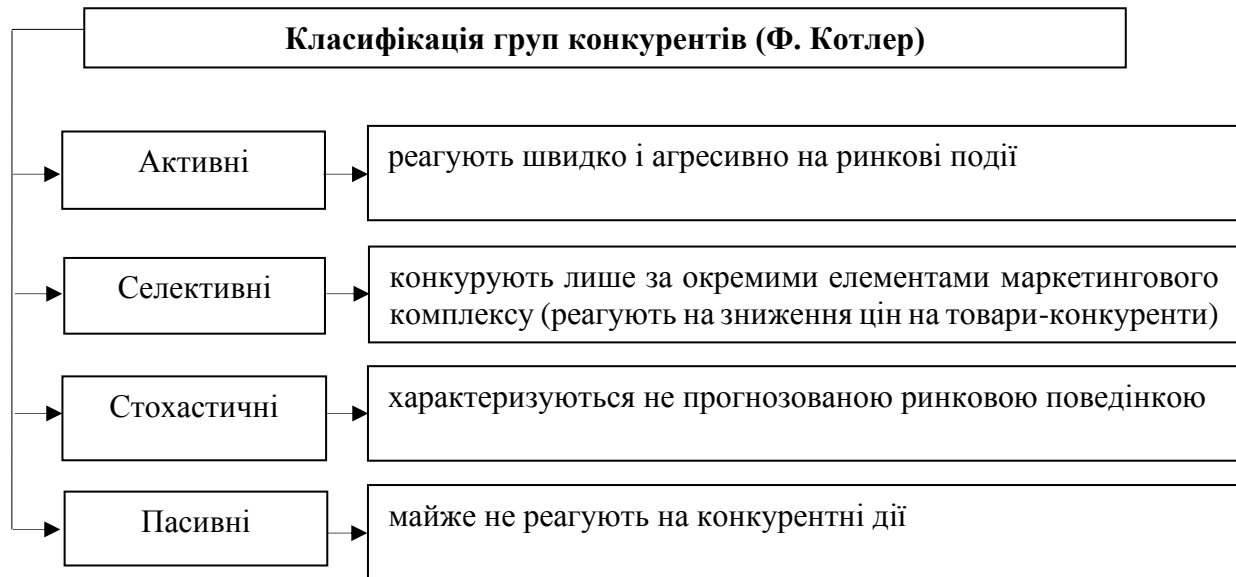 Класифікація груп конкурентів (Ф. Котлер)
Активні
реагують швидко і агресивно на ринкові події
Селективні
конкурують лише за окремими елементами маркетингового
комплексу (реагують на зниження цін на товари-конкуренти)
Стохастичні
характеризуються не прогнозованою ринковою поведінкою
Пасивні
майже не реагують на конкурентні дії